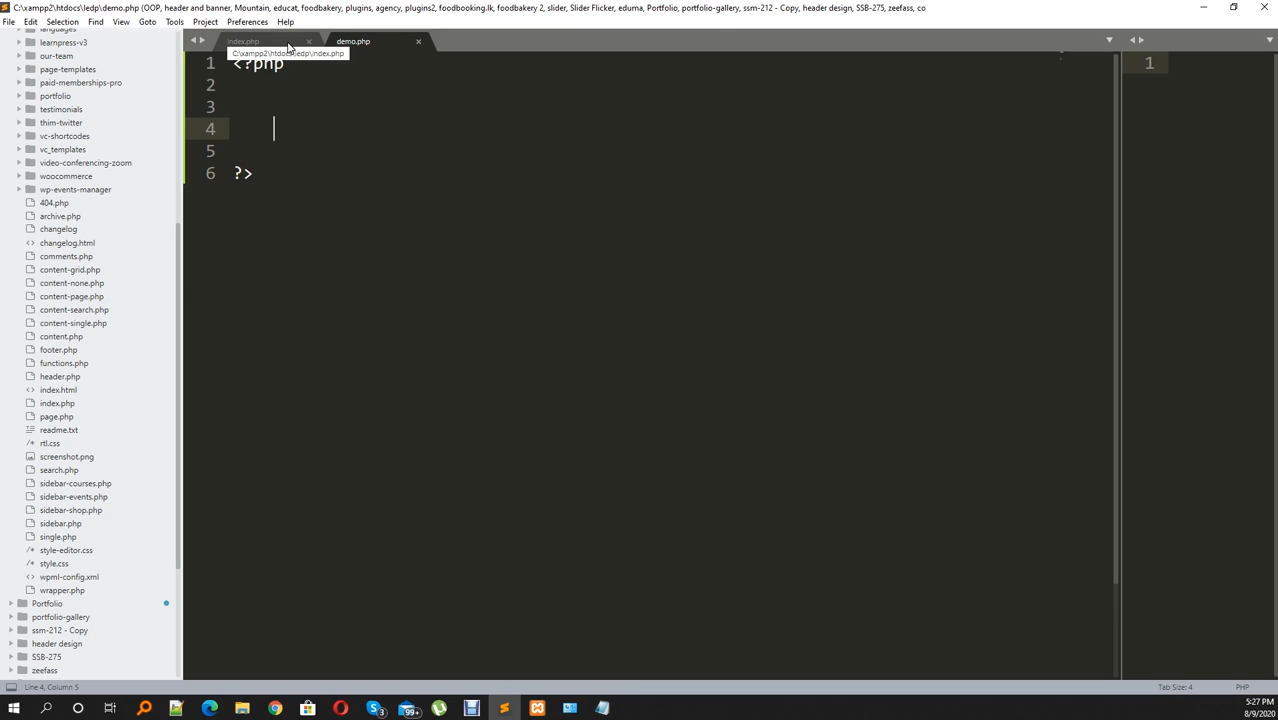 C:\xampp2\htdocs\ledp\demo.php (OOP, header and banner, Mountain, educat, foodbakery, plugins, agency, plugins2, foodbooking.lk, foodbakery 2, slider, Slider Flicker, eduma, Portfolio, portfolio-gallery, ssm-212 - Copy, header design, SSB-275, zeefass, co
File Edit Selection Find View Goto Tools Project Preferences Help
languages
learnpress-v3
our-team
page-templates
paid-memberships-pro
portfolio
testimonials
thim-twitter
vc-shortcodes
vc_templates
video-conferencing-zoom
woocommerce
wp-events-manager
404.php
archive.php
changelog
changelog.html
comments.php
content-grid.php
content-none.php
content-page.php
content-search.php
content-single.php
content.php
footer.php
functions.php
header.php
index.html
index.php
page.php
readme.txt
rtl.css
screenshot.png
search.php
sidebar-courses.php
sidebar-events.php
sidebar-shop.php
sidebar.php
single.php
style-editor.css
style.css
wpml-config.xml
wrapper.php
Portfolio
portfolio-gallery
ssm-212 - Copy
header design
SSB-275
zeefass
index.php
demo.php
C:\xampp2\htdocs\ledp\index.php
1 <?php
2
3
4
5
6 ?>
1
Line 4, Column 5
Tab Size: 4
PHP
3
99+
5:27 PM
8/9/2020